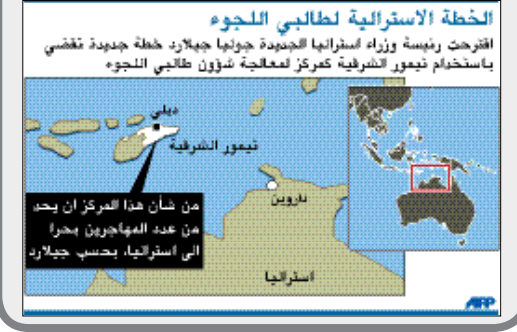 الخطة الاسترالية لطالبي اللجوء
اقترحت رئيسة وزراء استراليا الجديدة جوليا جيلارد خطة جديدة تقضي
باستخدام تيمور الشرقية كمركز لمعالجة شؤون طالبي اللجوء
ديلي
تيمور الشرقية
داروين
من شأن هذا المركز ان يحد
من عدد المهاجرين بحرا
الى استراليا، بحسب جيلارد
استراليا
AFP